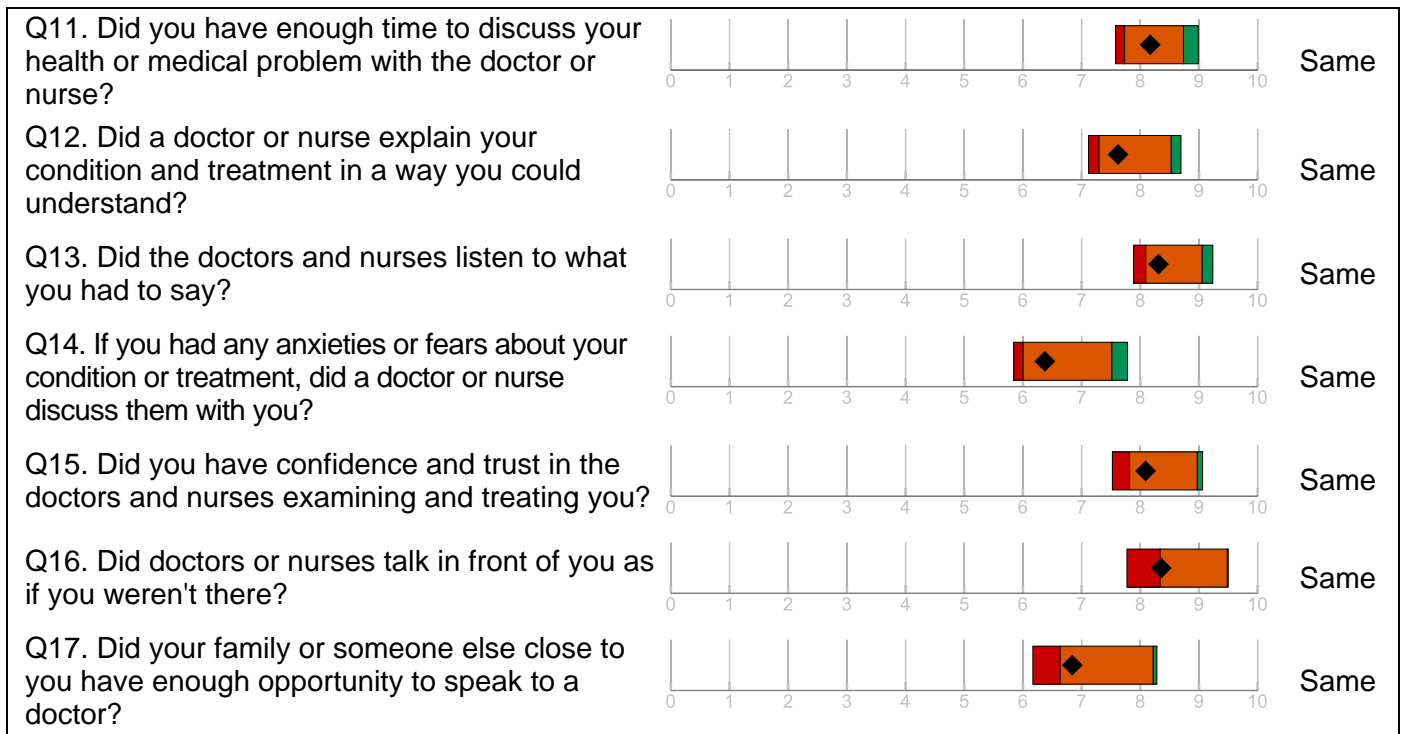 Q11. Did you have enough time to discuss your
health or medical problem with the doctor or
nurse?
0 1 2 3 4 5 6 7 8 9 10
Same
Q12. Did a doctor or nurse explain your
condition and treatment in a way you could
understand?
0 1 2 3 4 5 6 7 8 9 10
Same
Q13. Did the doctors and nurses listen to what
you had to say?
0 1 2 3 4 5 6 7 8 9 10
Same
Q14. If you had any anxieties or fears about your
condition or treatment, did a doctor or nurse
discuss them with you?
0 1 2 3 4 5 6 7 8 9 10
Same
Q15. Did you have confidence and trust in the
doctors and nurses examining and treating you?
0 1 2 3 4 5 6 7 8 9 10
Same
Q16. Did doctors or nurses talk in front of you as
if you weren't there?
0 1 2 3 4 5 6 7 8 9 10
Same
Q17. Did your family or someone else close to
you have enough opportunity to speak to a
doctor?
0 1 2 3 4 5 6 7 8 9 10
Same